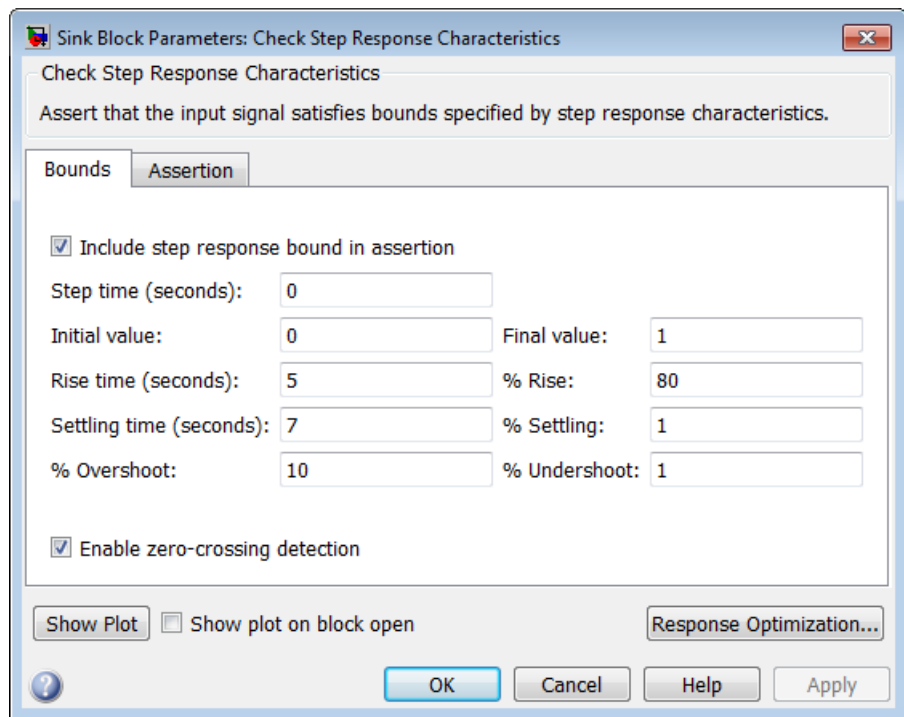 Sink Block Parameters: Check Step Response Characteristics
Check Step Response Characteristics
Assert that the input signal satisfies bounds specified by step response characteristics.
Bounds Assertion
Include step response bound in assertion
Step time (seconds): 0
Initial value: 0 Final value: 1
Rise time (seconds): 5 % Rise: 80
Settling time (seconds): 7 % Settling: 1
% Overshoot: 10 % Undershoot: 1
Enable zero-crossing detection
Show Plot Show plot on block open Response Optimization...
? OK Cancel Help Apply